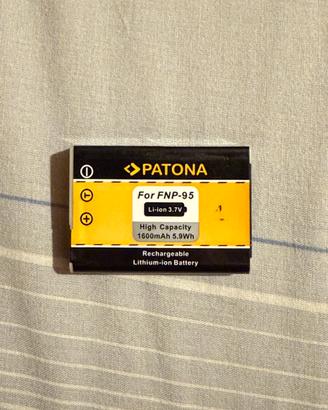 PATONA
For FNP-95
Li-ion 3.7V
High Capacity
1600mAh 5.9Wh
Rechargeable
Lithium-ion Battery
- T +